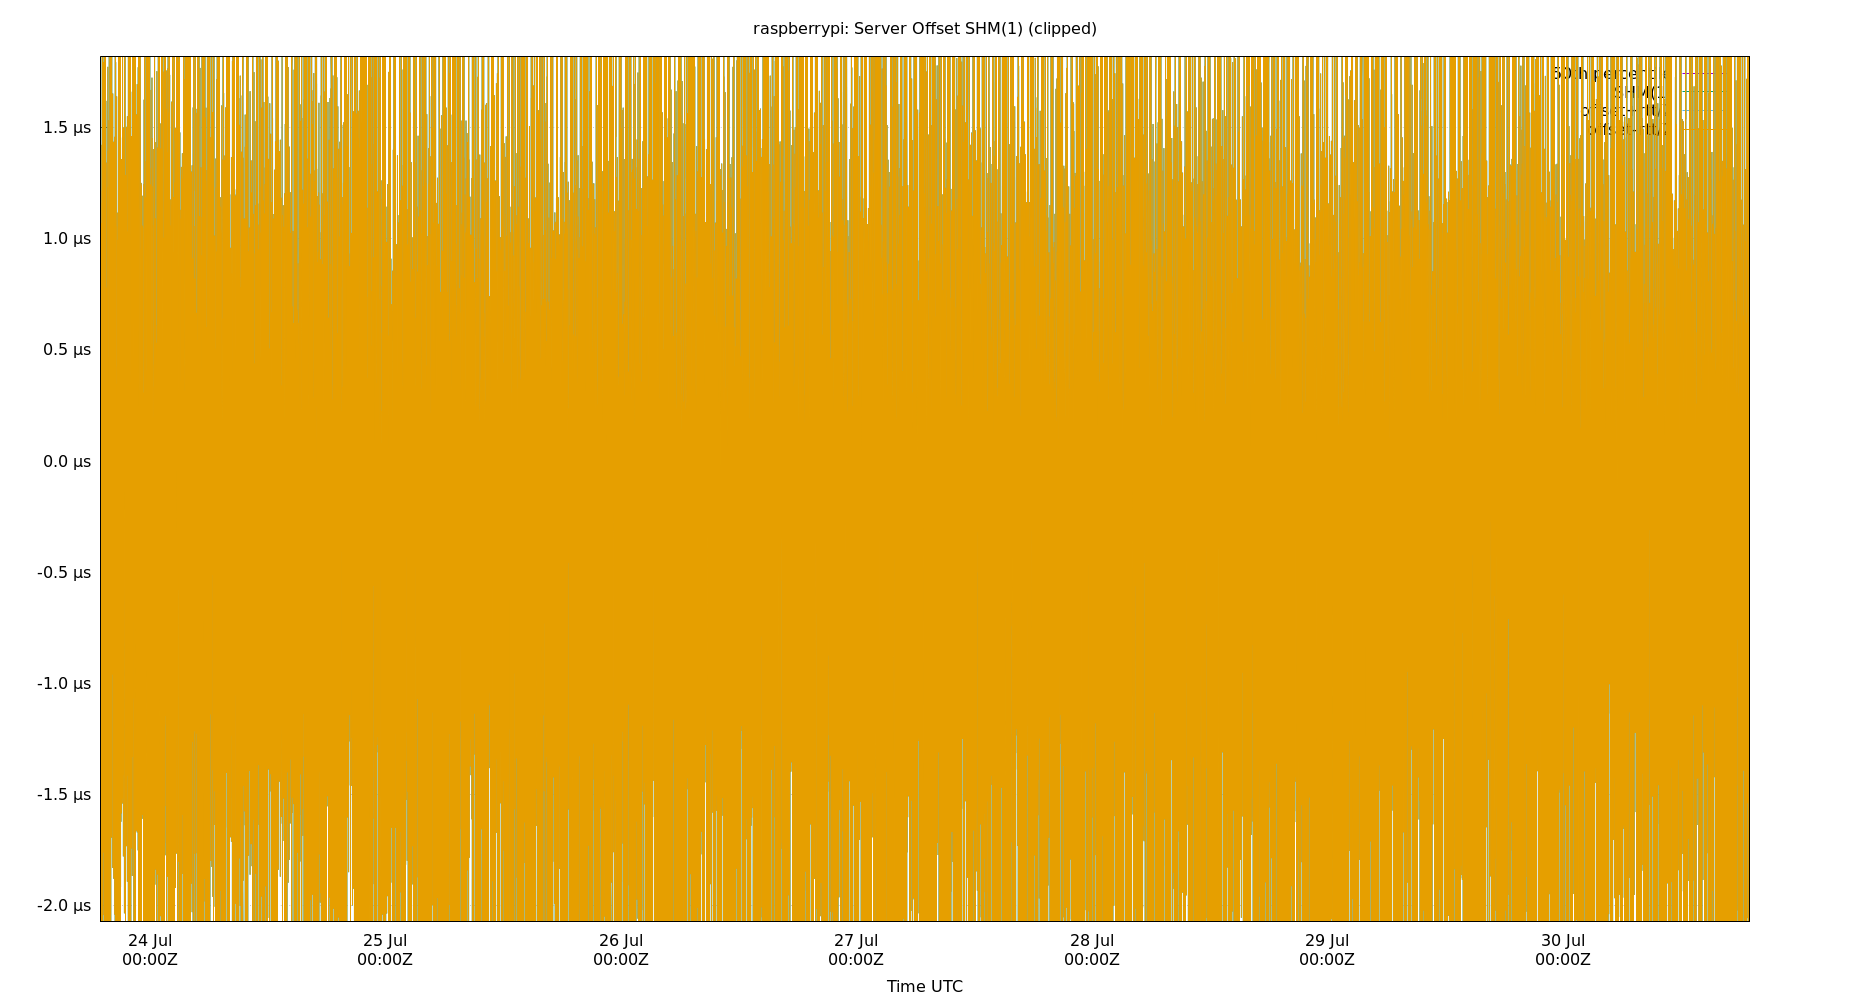 raspberrypi: Server Offset SHM(1) (clipped)
1.5 µs
1.0 µs
0.5 µs
0.0 µs
-0.5 µs
-1.0 µs
-1.5 µs
-2.0 µs
24 Jul 25 Jul 26 Jul 27 Jul 28 Jul 29 Jul 30 Jul
00:00Z 00:00Z 00:00Z 00:00Z 00:00Z 00:00Z 00:00Z
Time UTC